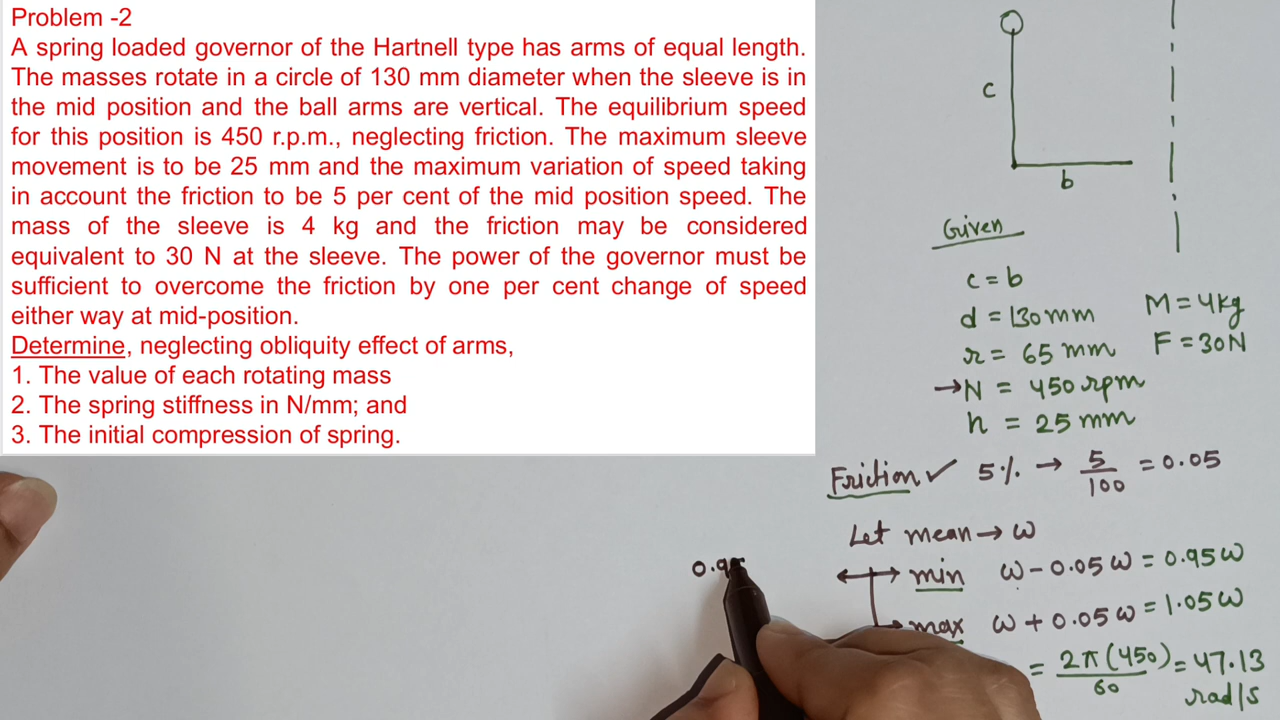 Problem -2
A spring loaded governor of the Hartnell type has arms of equal length.
The masses rotate in a circle of 130 mm diameter when the sleeve is in
the mid position and the ball arms are vertical. The equilibrium speed
for this position is 450 r.p.m., neglecting friction. The maximum sleeve
movement is to be 25 mm and the maximum variation of speed taking
in account the friction to be 5 per cent of the mid position speed. The
mass of the sleeve is 4 kg and the friction may be considered
equivalent to 30 N at the sleeve. The power of the governor must be
sufficient to overcome the friction by one per cent change of speed
either way at mid-position.
Determine, neglecting obliquity effect of arms,
1. The value of each rotating mass
2. The spring stiffness in N/mm; and
3. The initial compression of spring.
c
b
Given
c = b
d = 130 mm
M = 4 kg
r = 65 mm
F = 30 N
→ N = 450 rpm
h = 25 mm
Friction ✓ 5% → 5/100 = 0.05
Let mean → ω
min ω - 0.05 ω = 0.95 ω
max ω + 0.05 ω = 1.05 ω
= 2π (450)/60 = 47.13
rad/s
0.95